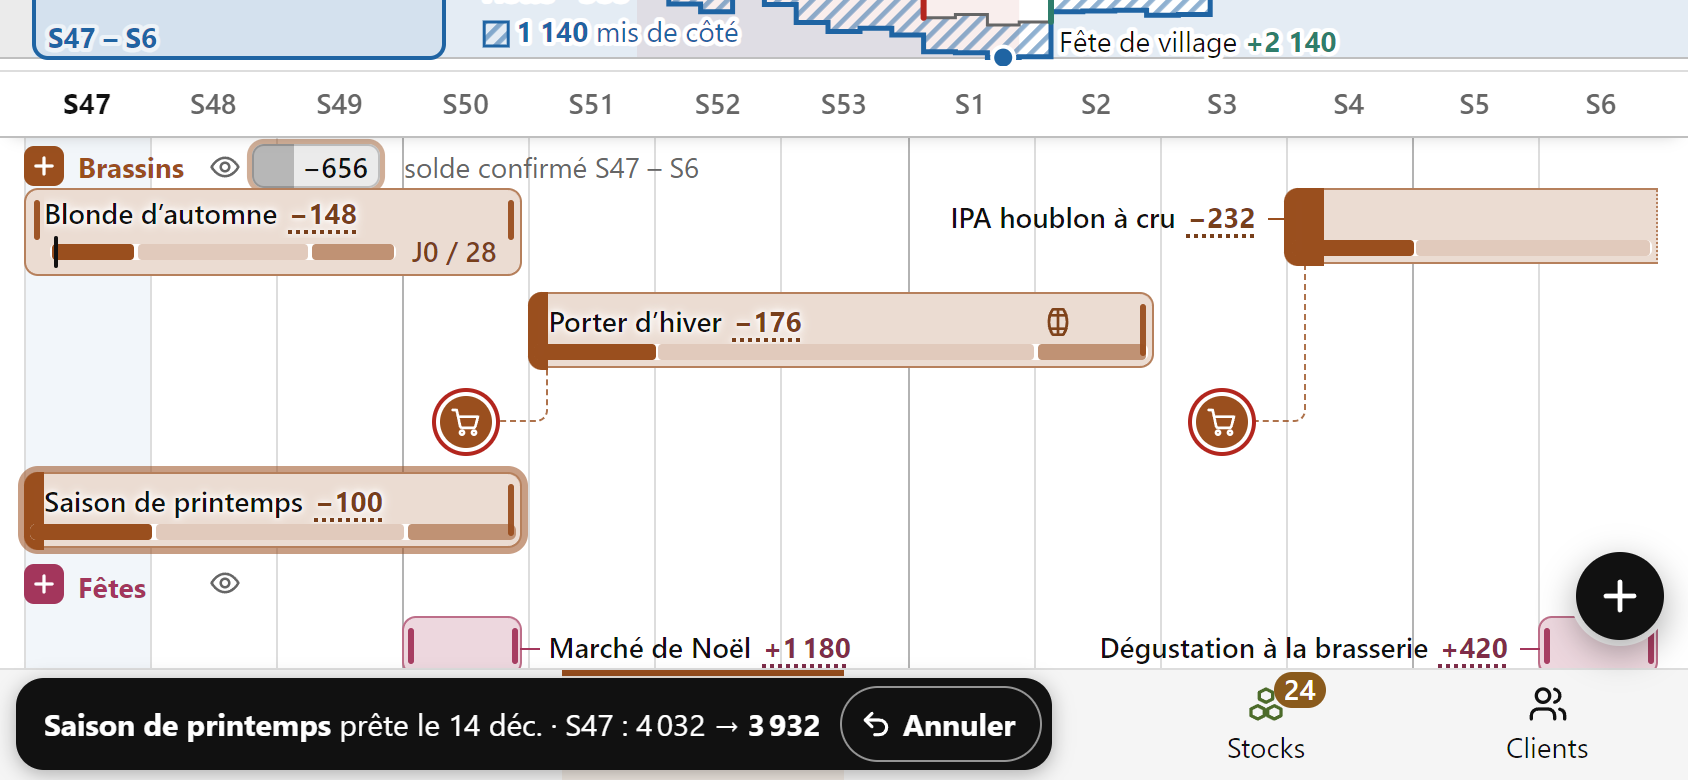 S47 – S6
1 140 mis de côté
Fête de village +2 140
S47 S48 S49 S50 S51 S52 S53 S1 S2 S3 S4 S5 S6
Brassins −656 solde confirmé S47 – S6
Blonde d’automne −148
J0 / 28
IPA houblon à cru −232
Porter d’hiver −176
Saison de printemps −100
Fêtes
Marché de Noël +1 180
Dégustation à la brasserie +420
Saison de printemps prête le 14 déc. · S47 : 4 032 → 3 932 Annuler
24
Stocks
Clients